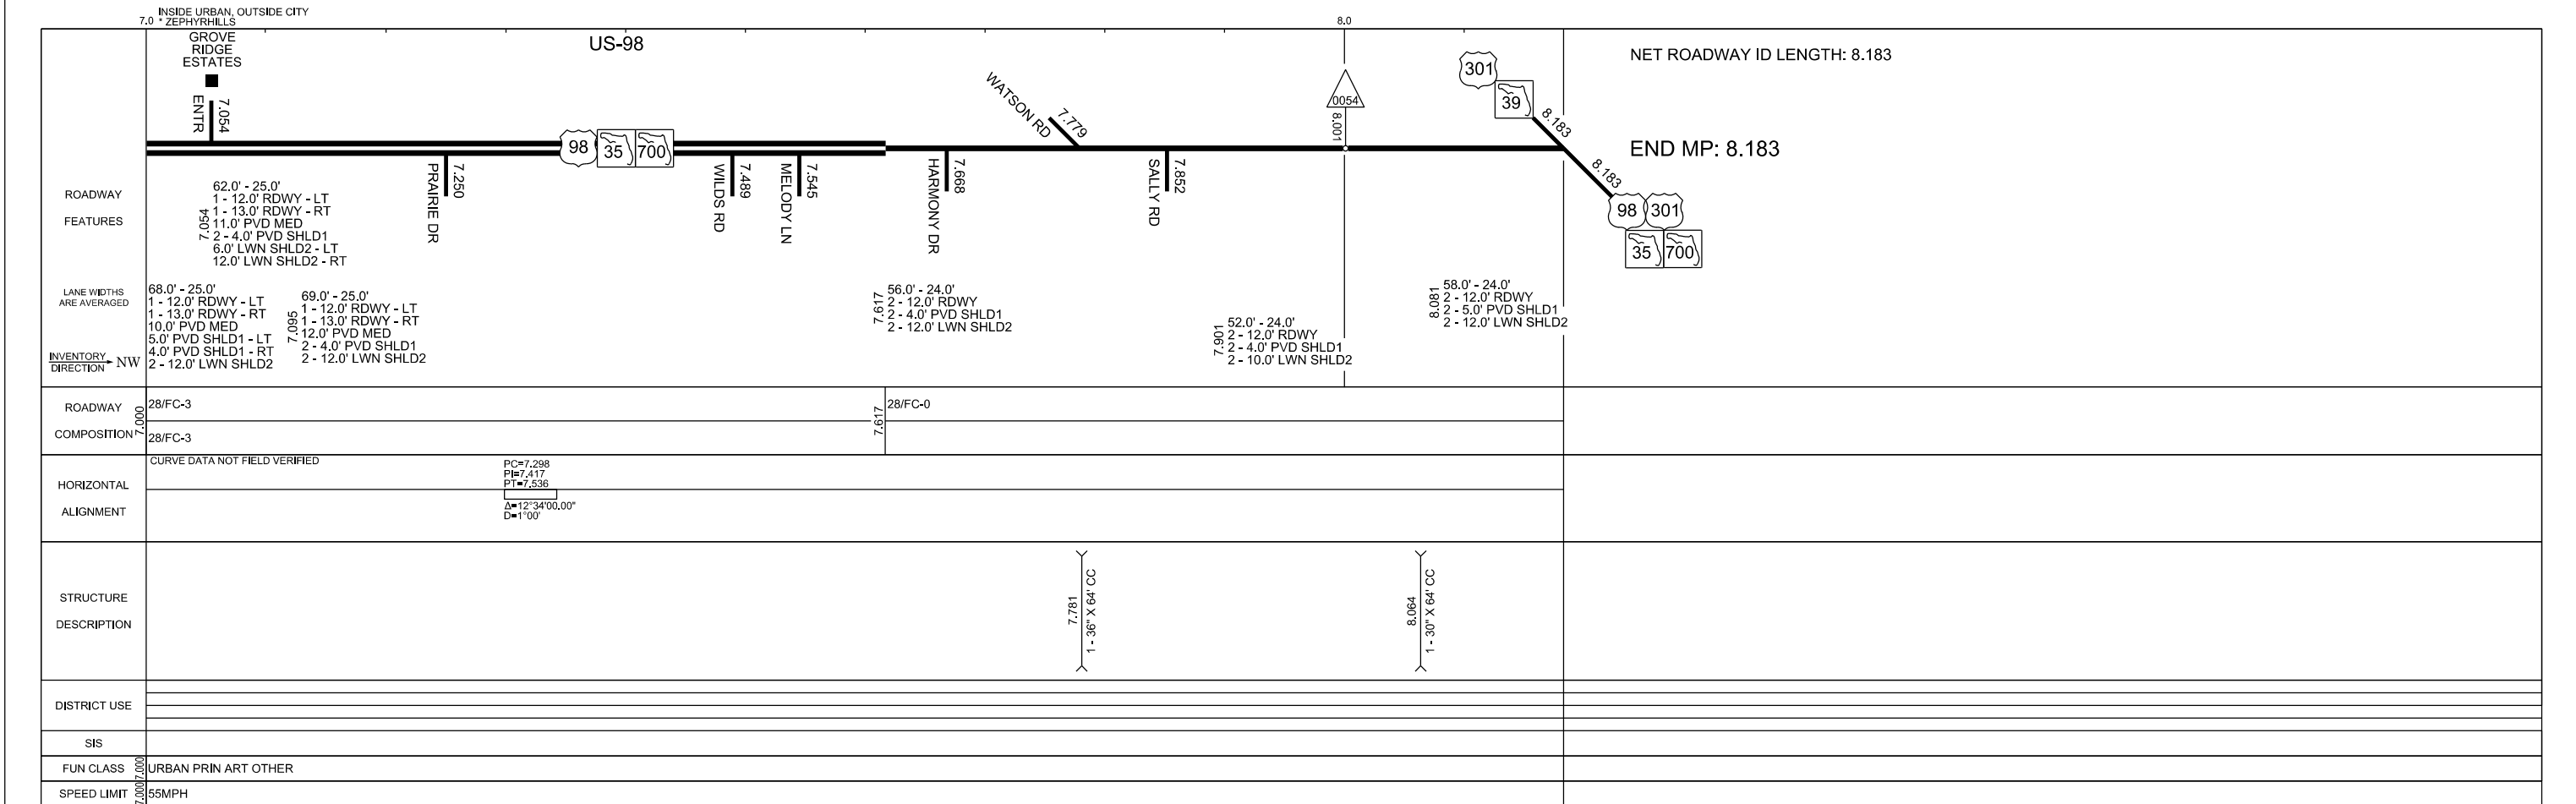 INSIDE URBAN, OUTSIDE CITY
7.0 * ZEPHYRHILLS
8.0
GROVE
RIDGE
ESTATES
US-98
NET ROADWAY ID LENGTH: 8.183
END MP: 8.183
ENTR
7.054
98
35
700
PRAIRIE DR
7.250
WILDS RD
7.489
MELODY LN
7.545
HARMONY DR
7.668
WATSON RD
7.779
SALLY RD
7.852
0054
8.001
301
39
8.183
8.183
98
301
35
700
ROADWAY
FEATURES
7.054
62.0' - 25.0'
1 - 12.0' RDWY - LT
1 - 13.0' RDWY - RT
11.0' PVD MED
2 - 4.0' PVD SHLD1
6.0' LWN SHLD2 - LT
12.0' LWN SHLD2 - RT
LANE WIDTHS
ARE AVERAGED
68.0' - 25.0'
1 - 12.0' RDWY - LT
1 - 13.0' RDWY - RT
10.0' PVD MED
5.0' PVD SHLD1 - LT
4.0' PVD SHLD1 - RT
2 - 12.0' LWN SHLD2
7.095
69.0' - 25.0'
1 - 12.0' RDWY - LT
1 - 13.0' RDWY - RT
12.0' PVD MED
2 - 4.0' PVD SHLD1
2 - 12.0' LWN SHLD2
7.617
56.0' - 24.0'
2 - 12.0' RDWY
2 - 4.0' PVD SHLD1
2 - 12.0' LWN SHLD2
7.901
52.0' - 24.0'
2 - 12.0' RDWY
2 - 4.0' PVD SHLD1
2 - 10.0' LWN SHLD2
8.081
58.0' - 24.0'
2 - 12.0' RDWY
2 - 5.0' PVD SHLD1
2 - 12.0' LWN SHLD2
INVENTORY
DIRECTION
NW
ROADWAY
COMPOSITION
7.000
28/FC-3
28/FC-3
7.617
28/FC-0
HORIZONTAL
ALIGNMENT
CURVE DATA NOT FIELD VERIFIED
PC=7.298
PI=7.417
PT=7.536
Δ=12°34'00.00"
D=1°00'
STRUCTURE
DESCRIPTION
7.781
1 - 36" X 64' CC
8.064
1 - 30" X 64' CC
DISTRICT USE
SIS
FUN CLASS
7.000
URBAN PRIN ART OTHER
SPEED LIMIT
7.000
55MPH